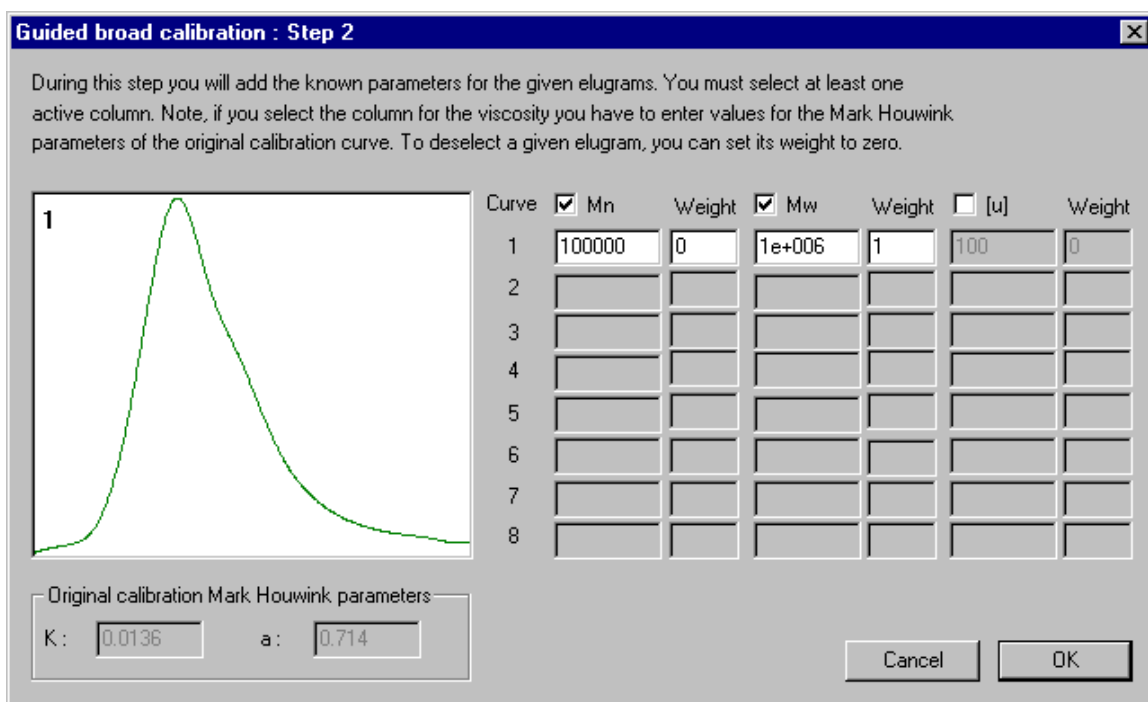 Guided broad calibration : Step 2
During this step you will add the known parameters for the given elugrams. You must select at least one
active column. Note, if you select the column for the viscosity you have to enter values for the Mark Houwink
parameters of the original calibration curve. To deselect a given elugram, you can set its weight to zero.
1
Curve Mn Weight Mw Weight [u] Weight
1 100000 0 1e+006 1 100 0
2
3
4
5
6
7
8
Original calibration Mark Houwink parameters
K : 0.0136 a : 0.714
Cancel OK